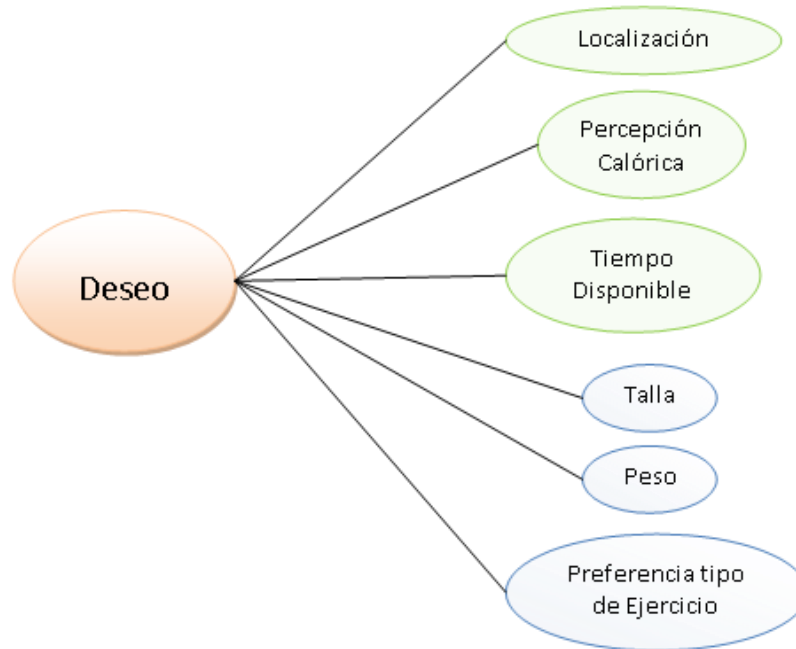 Localización
Percepción
Calórica
Deseo
Tiempo
Disponible
Talla
Peso
Preferencia tipo
de Ejercicio